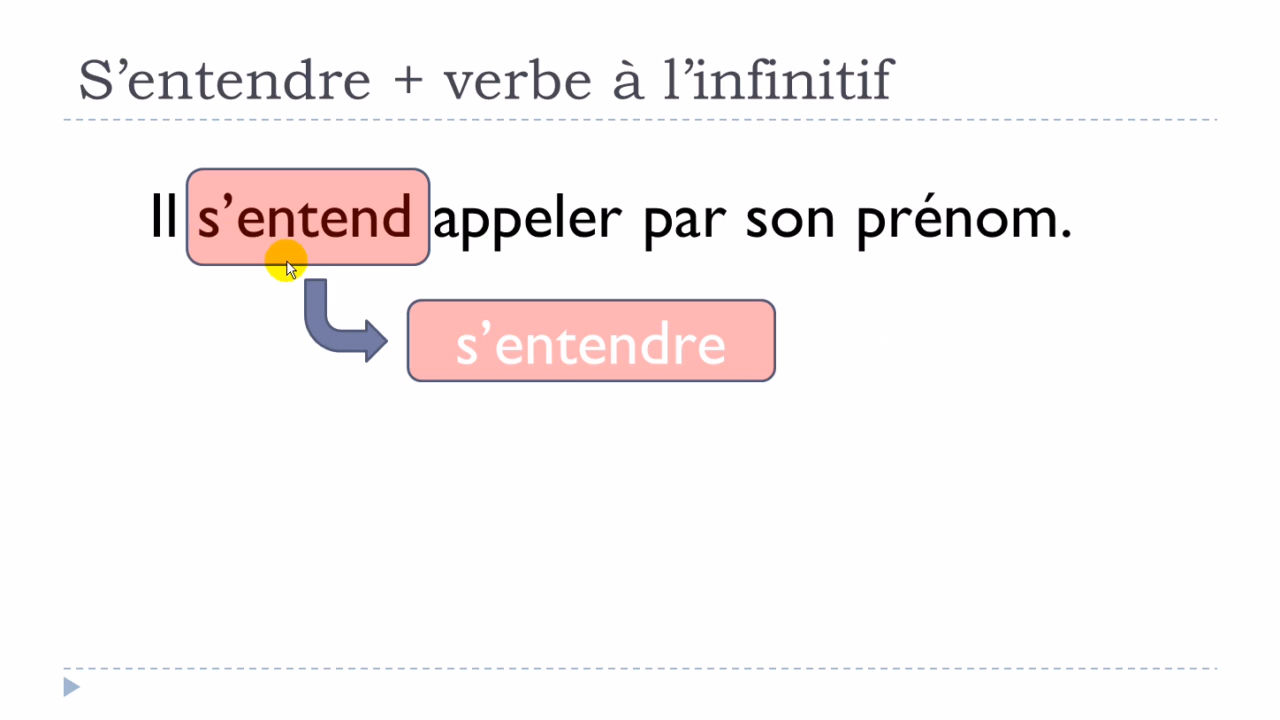 S’entendre + verbe à l’infinitif
Il s’entend appeler par son prénom.
s’entendre